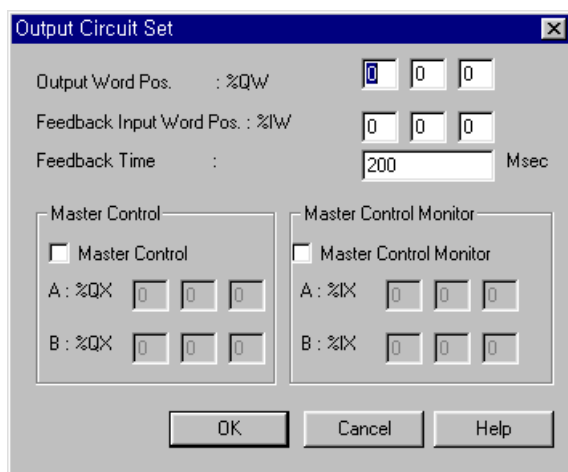 Output Circuit Set
Output Word Pos. : %QW 0 0 0
Feedback Input Word Pos. : %IW 0 0 0
Feedback Time : 200 Msec
Master Control
Master Control
A : %QX 0 0 0
B : %QX 0 0 0
Master Control Monitor
Master Control Monitor
A : %IX 0 0 0
B : %IX 0 0 0
OK Cancel Help